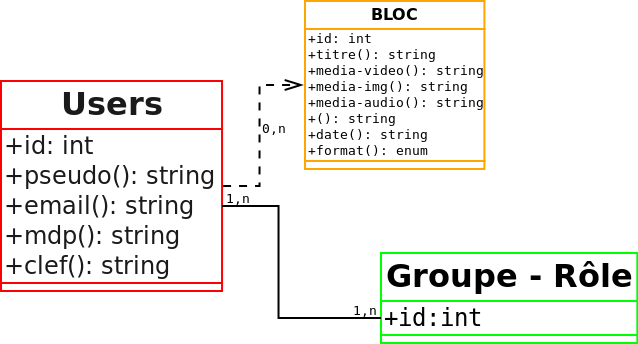 BLOC
+id: int
+titre(): string
+media-video(): string
+media-img(): string
+media-audio(): string
+(): string
+date(): string
+format(): enum
Users
+id: int
+pseudo(): string
+email(): string
+mdp(): string
+clef(): string
0,n
1,n
1,n
Groupe - Rôle
+id:int